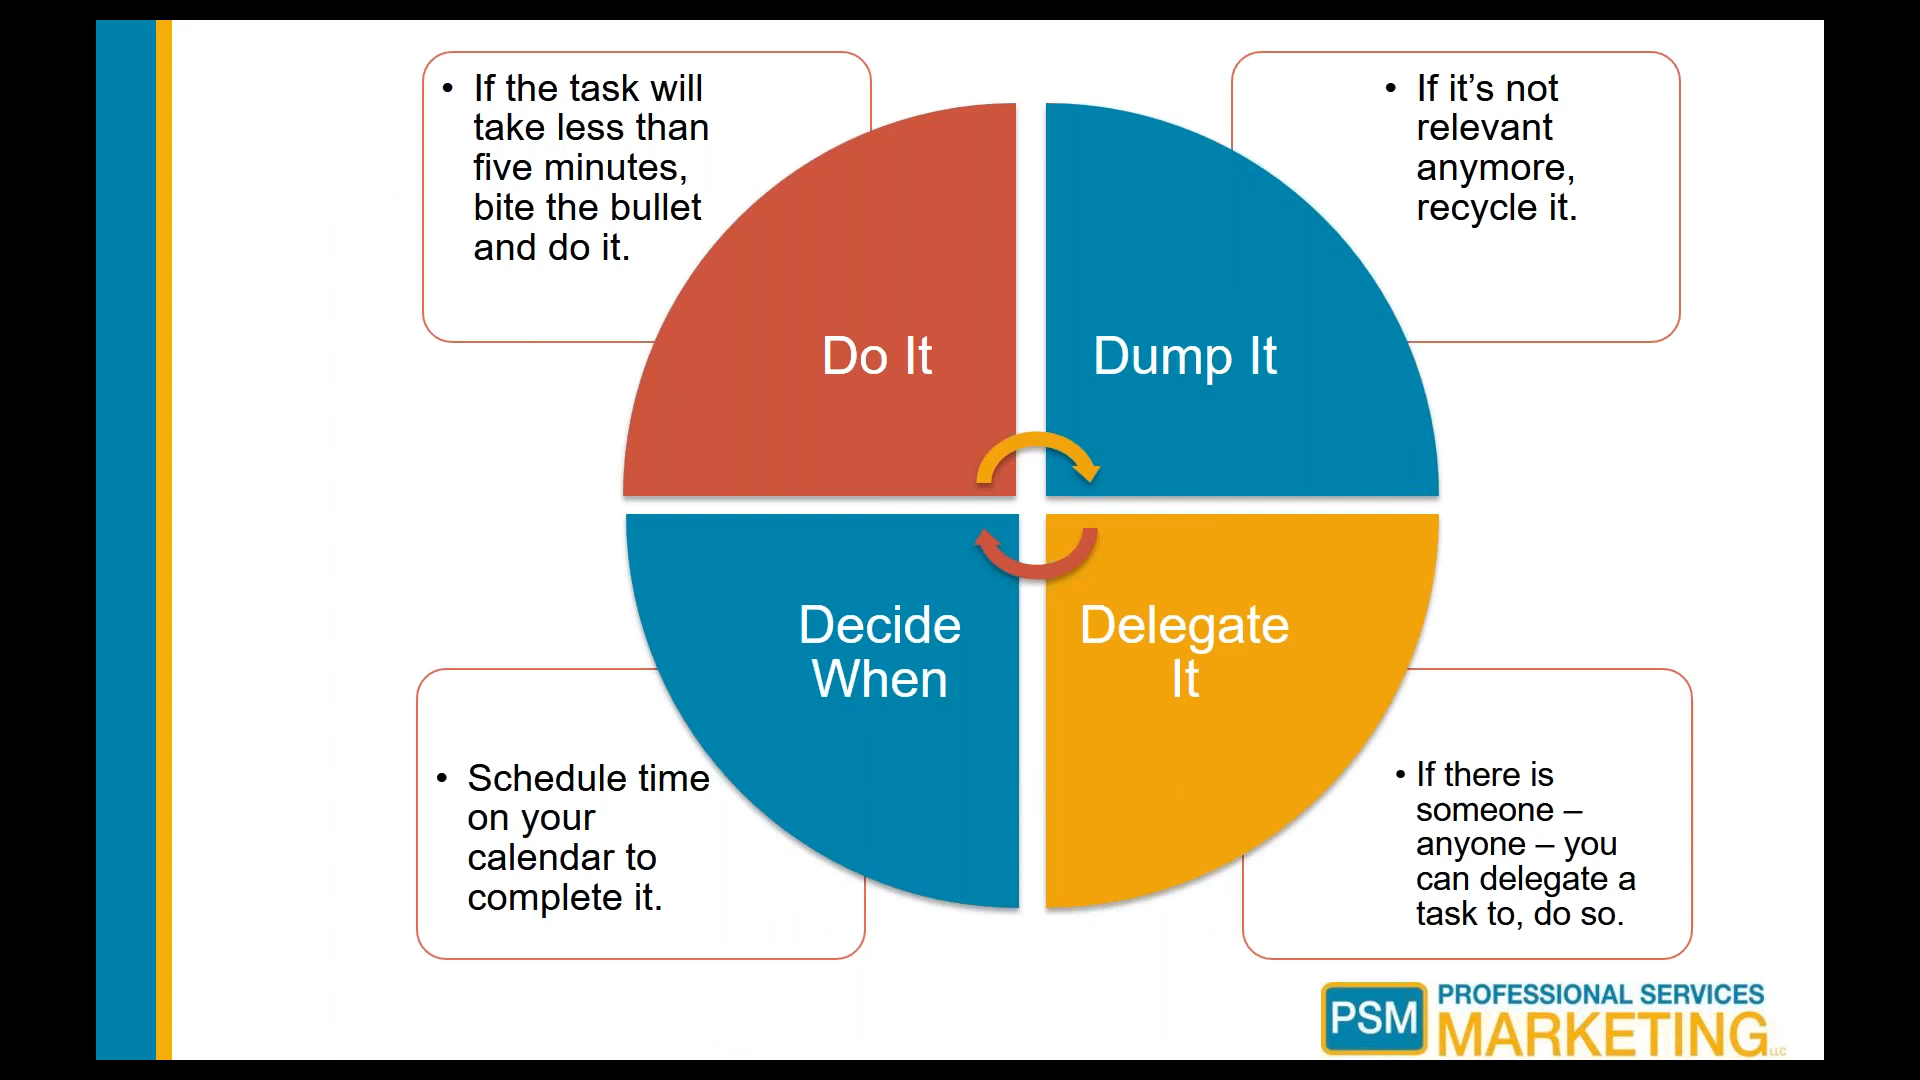 • If the task will
take less than
five minutes,
bite the bullet
and do it.
• If it’s not
relevant
anymore,
recycle it.
Do It
Dump It
Decide
When
Delegate
It
• Schedule time
on your
calendar to
complete it.
• If there is
someone –
anyone – you
can delegate a
task to, do so.
PSM
PROFESSIONAL SERVICES
MARKETING LLC